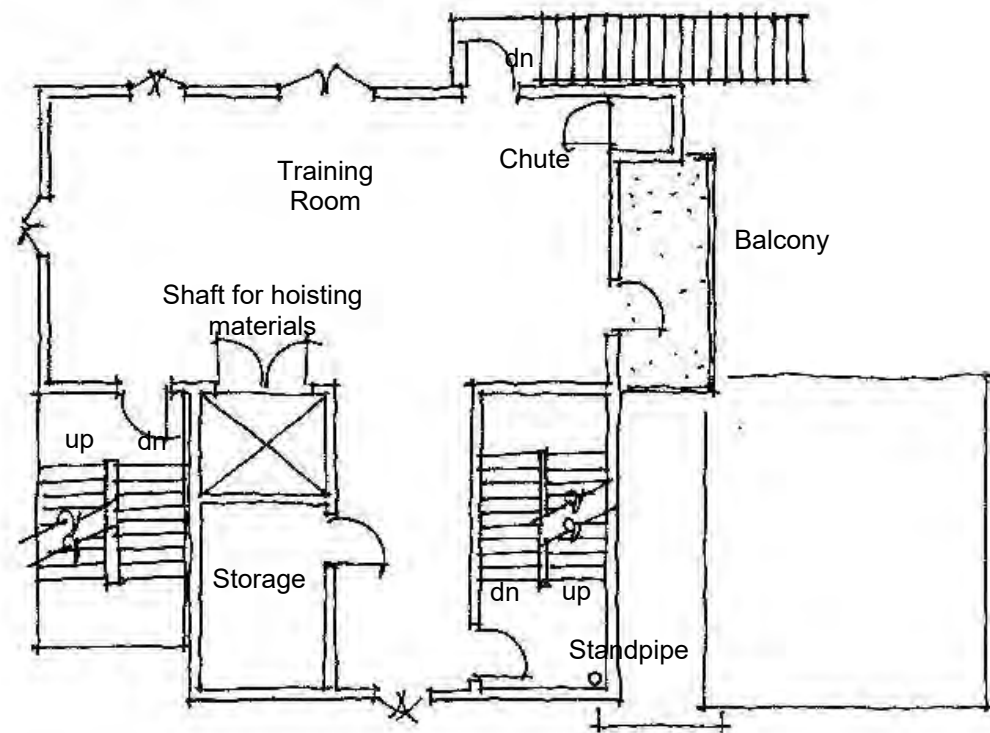 dn
Chute
Training
Room
Balcony
Shaft for hoisting
materials
up
dn
Storage
dn
up
Standpipe